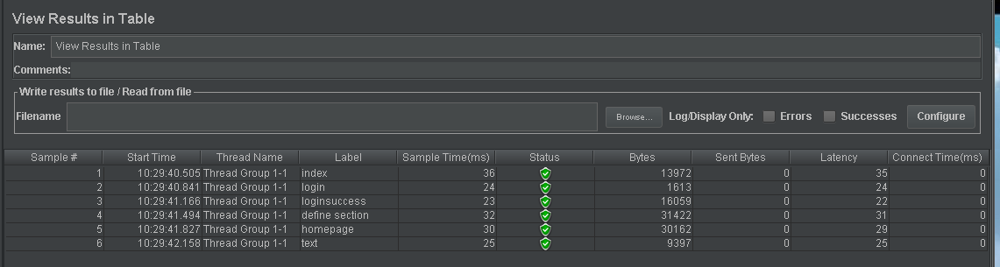 View Results in Table
Name: View Results in Table
Comments:
Write results to file / Read from file
Filename Browse... Log/Display Only: Errors Successes Configure
Sample # Start Time Thread Name Label Sample Time(ms) Status Bytes Sent Bytes Latency Connect Time(ms)
1 10:29:40.505 Thread Group 1-1 index 36 13972 0 35 0
2 10:29:40.841 Thread Group 1-1 login 24 1613 0 24 0
3 10:29:41.166 Thread Group 1-1 loginsuccess 23 16059 0 22 0
4 10:29:41.494 Thread Group 1-1 define section 32 31422 0 31 0
5 10:29:41.827 Thread Group 1-1 homepage 30 30162 0 29 0
6 10:29:42.158 Thread Group 1-1 text 25 9397 0 25 0